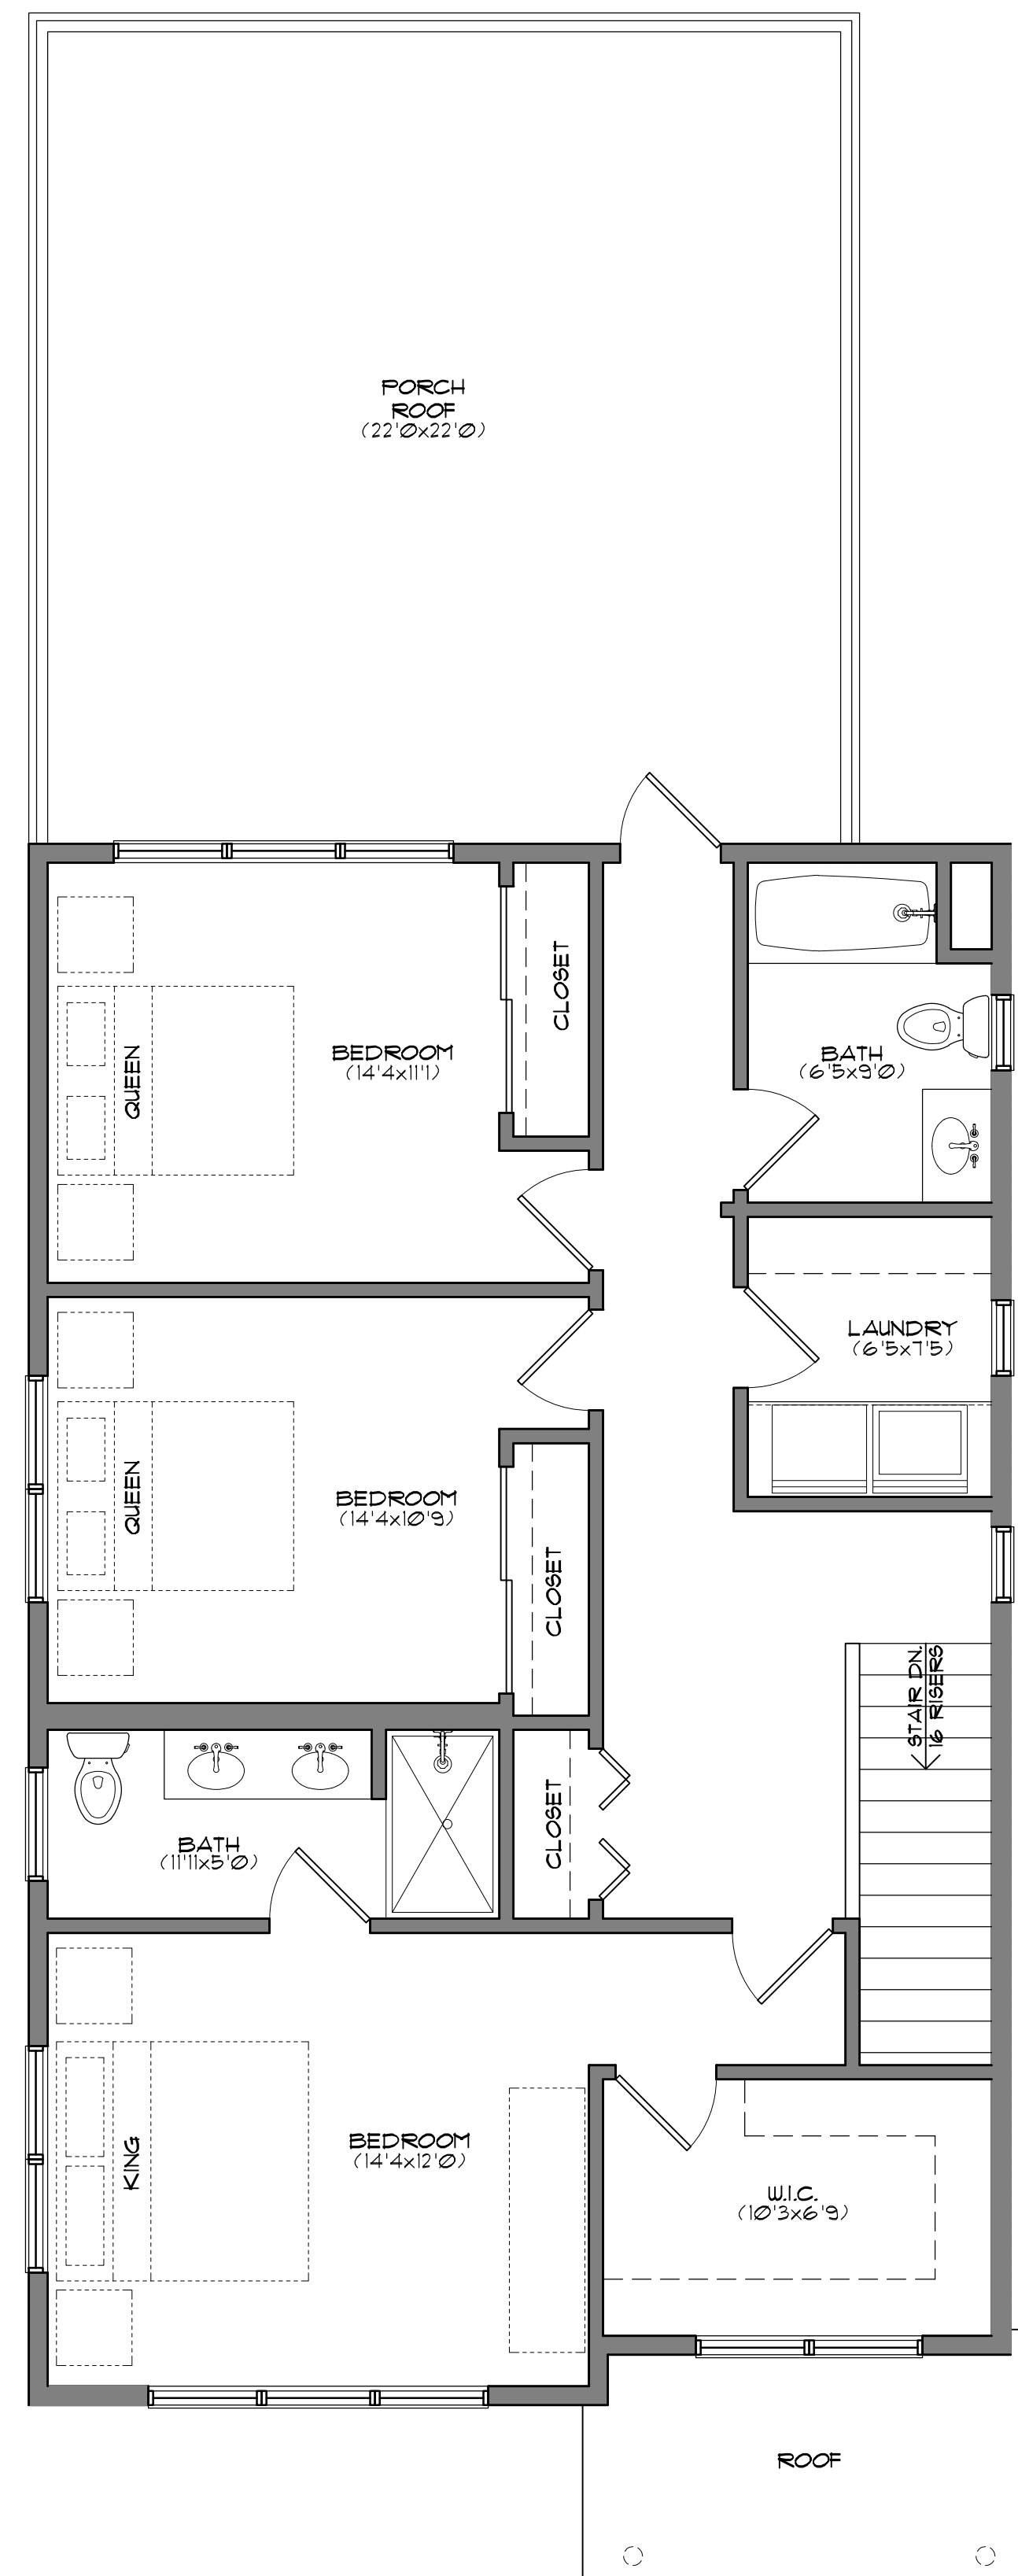 PORCH
ROOF
(22'0x22'0)
CLOSET
QUEEN
BEDROOM
(14'4x11'1)
BATH
(6'5x9'0)
LAUNDRY
(6'5x7'5)
QUEEN
BEDROOM
(14'4x10'9)
CLOSET
STAIR DN.
16 RISERS
CLOSET
BATH
(11'11x5'0)
KING
BEDROOM
(14'4x12'0)
W.I.C.
(10'3x6'9)
ROOF